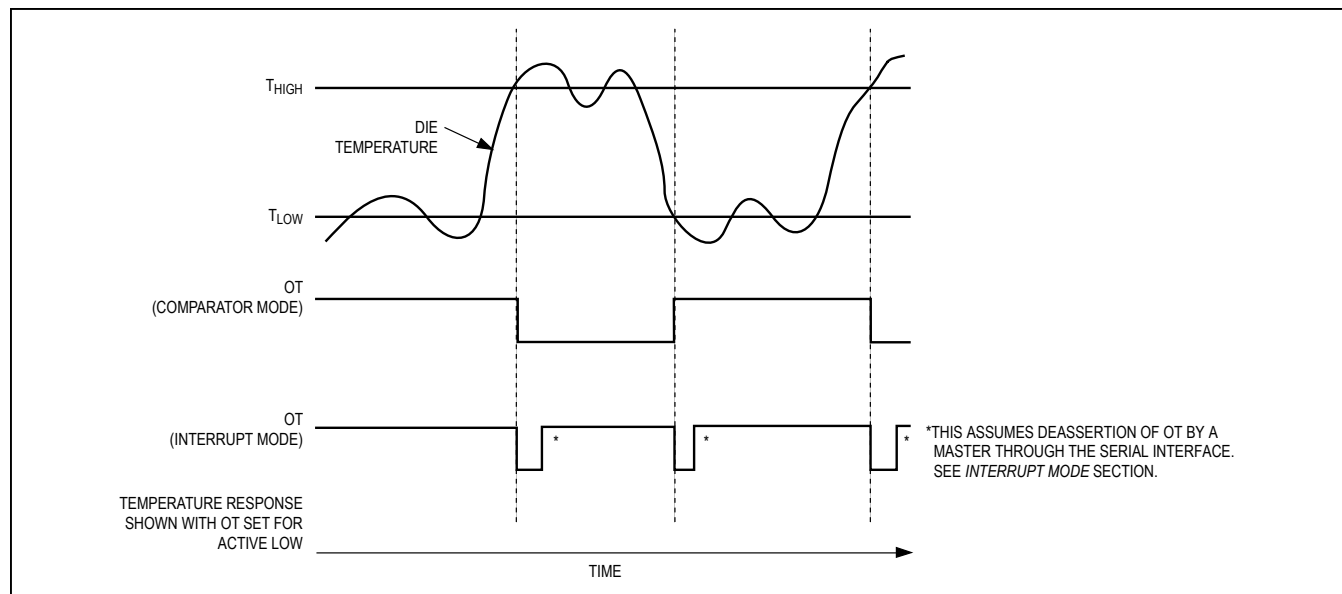 THIGH
DIE
TEMPERATURE
TLOW
OT
(COMPARATOR MODE)
OT
(INTERRUPT MODE)
*
*
*
*THIS ASSUMES DEASSERTION OF OT BY A
MASTER THROUGH THE SERIAL INTERFACE.
SEE INTERRUPT MODE SECTION.
TEMPERATURE RESPONSE
SHOWN WITH OT SET FOR
ACTIVE LOW
TIME